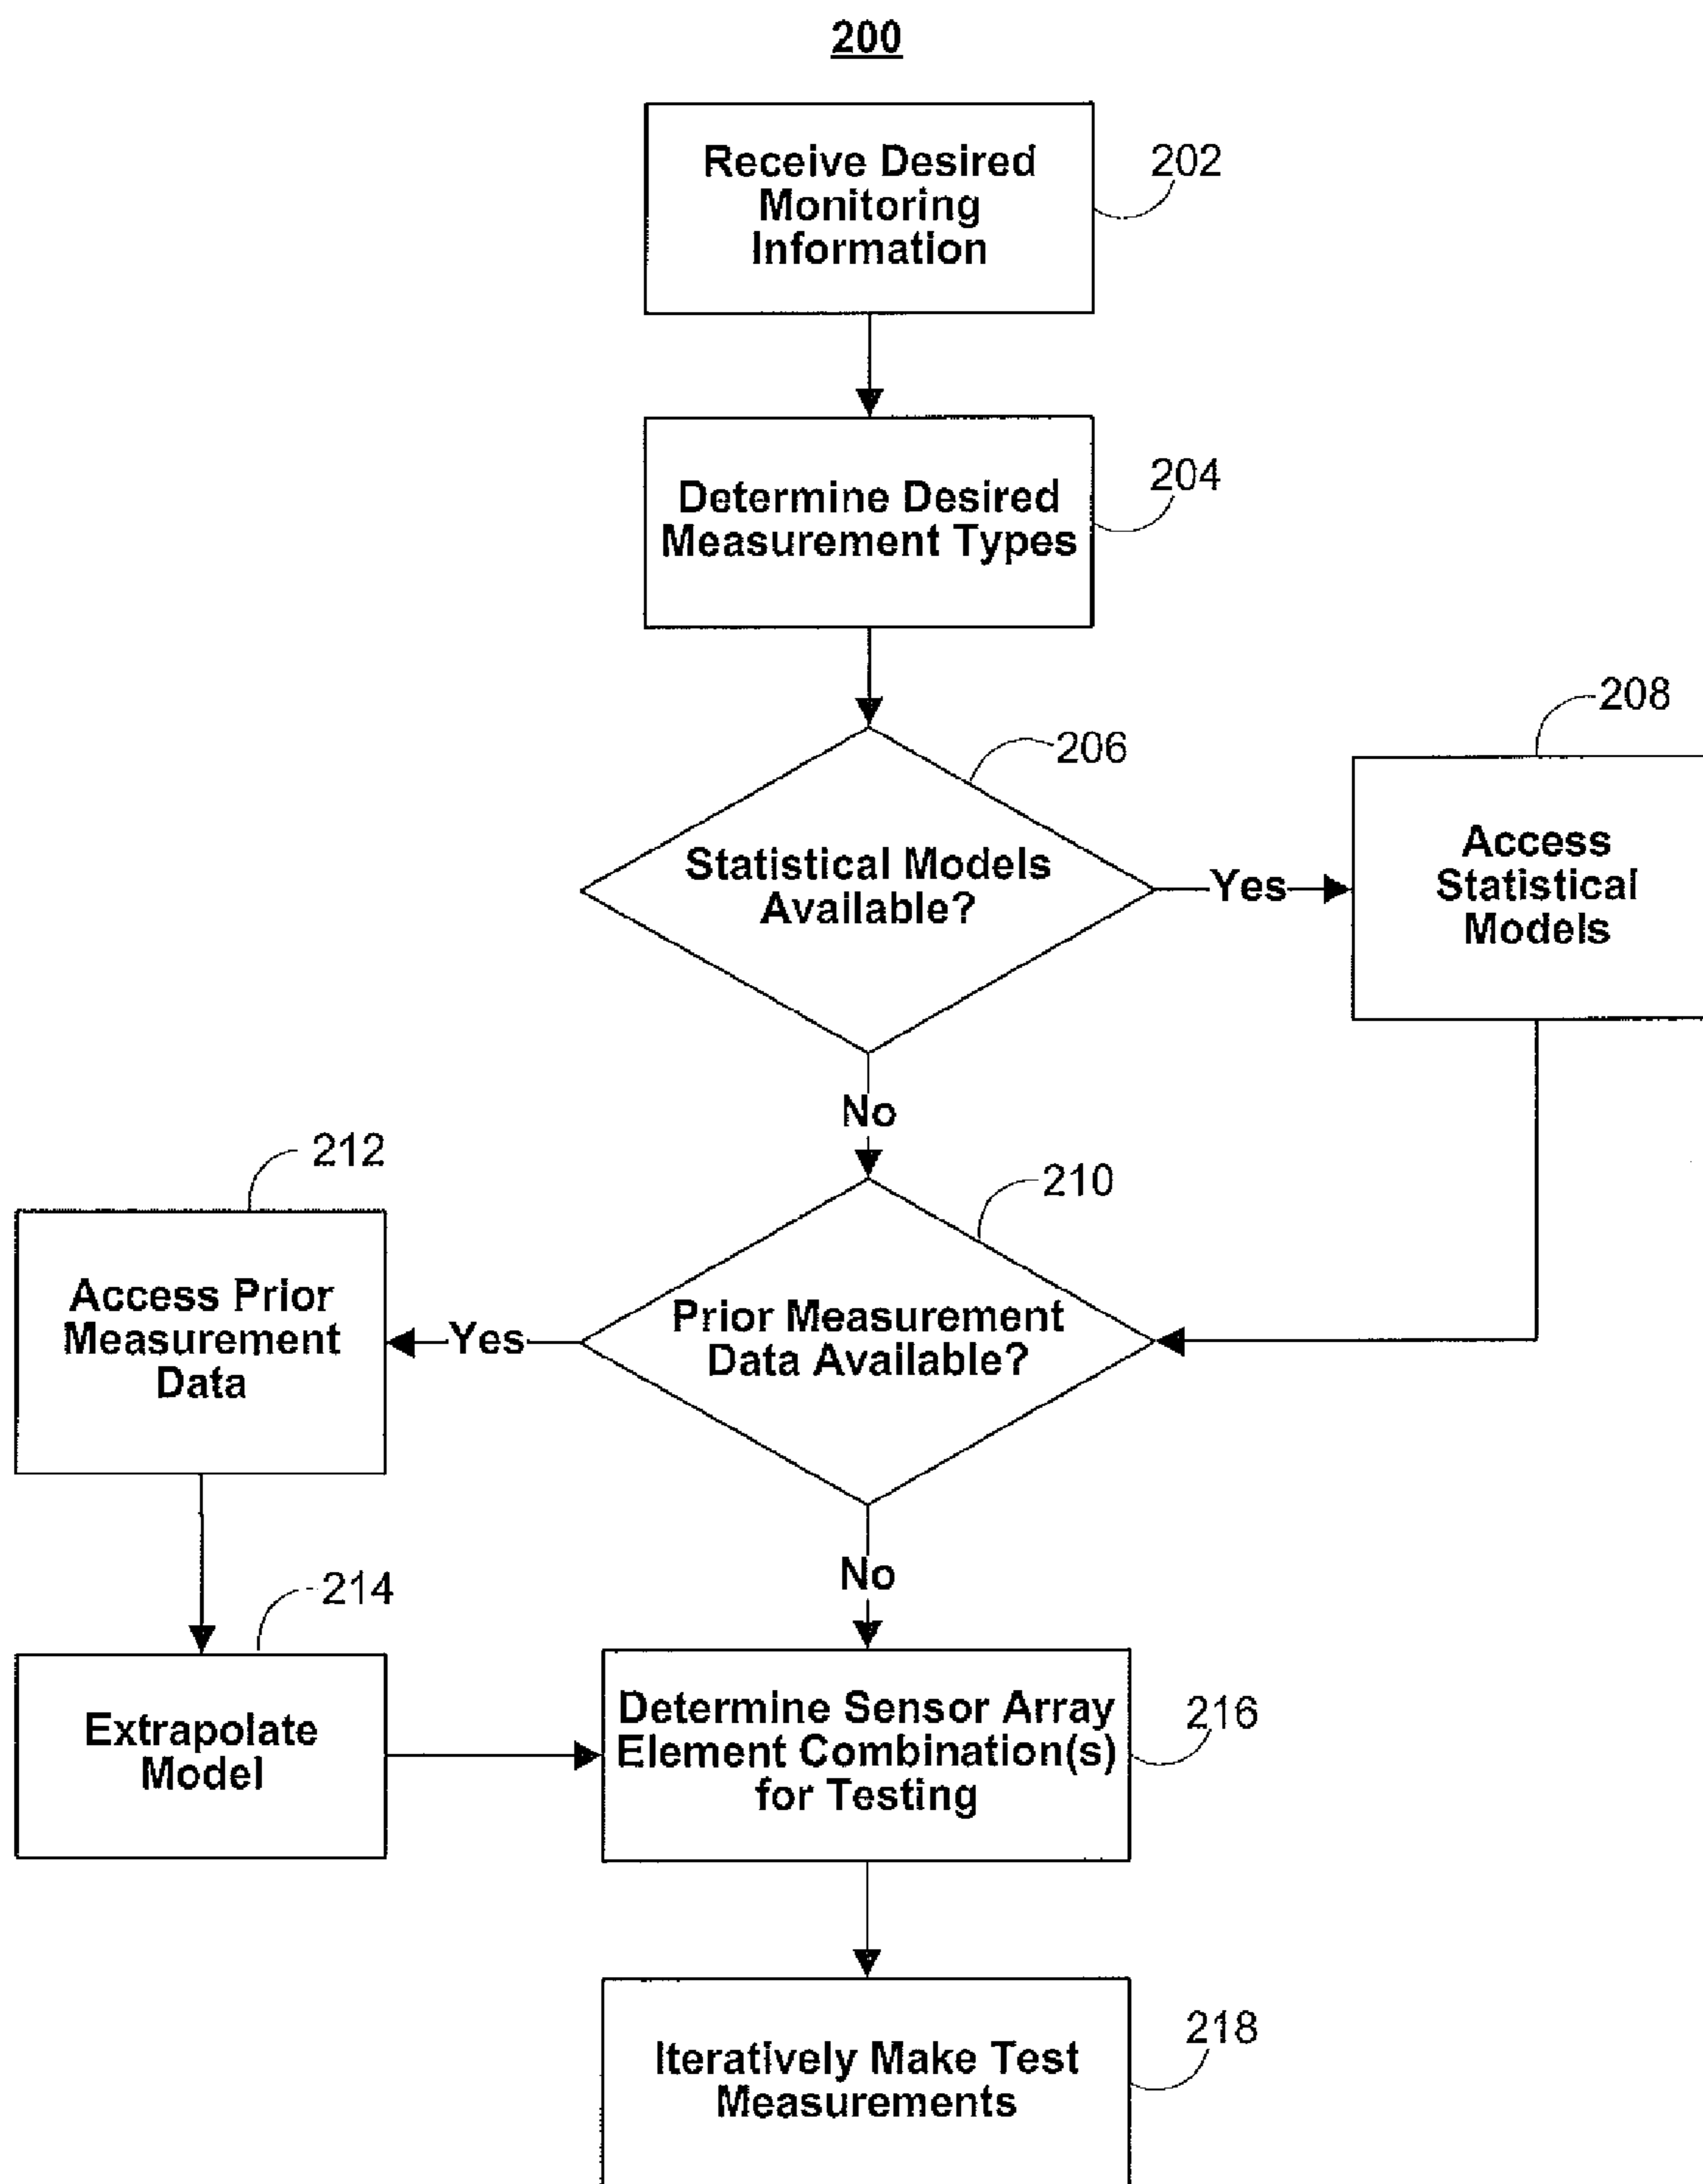 200
Receive Desired
Monitoring
Information
202
Determine Desired
Measurement Types
204
206
Statistical Models
Available?
Yes
208
Access
Statistical
Models
No
212
210
Access Prior
Measurement
Data
Yes
Prior Measurement
Data Available?
No
214
Extrapolate
Model
Determine Sensor Array
Element Combination(s)
for Testing
216
Iteratively Make Test
Measurements
218